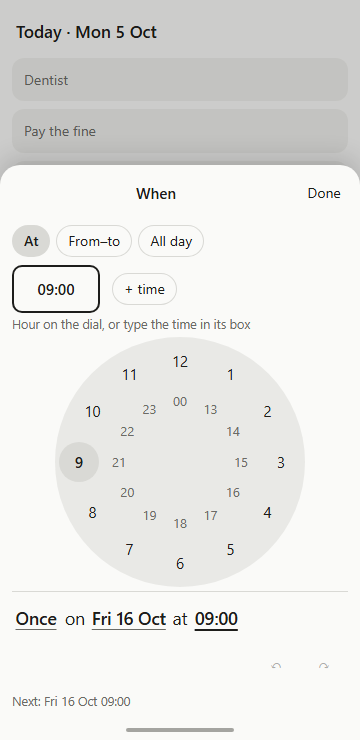 Today · Mon 5 Oct
Dentist
Pay the fine
When Done
At From–to All day
09:00 + time
Hour on the dial, or type the time in its box
12
11 1
00
23 13
10 2
22 14
9 21 15 3
20 16
8 4
19 17
18
7 5
6
Once on Fri 16 Oct at 09:00
Next: Fri 16 Oct 09:00